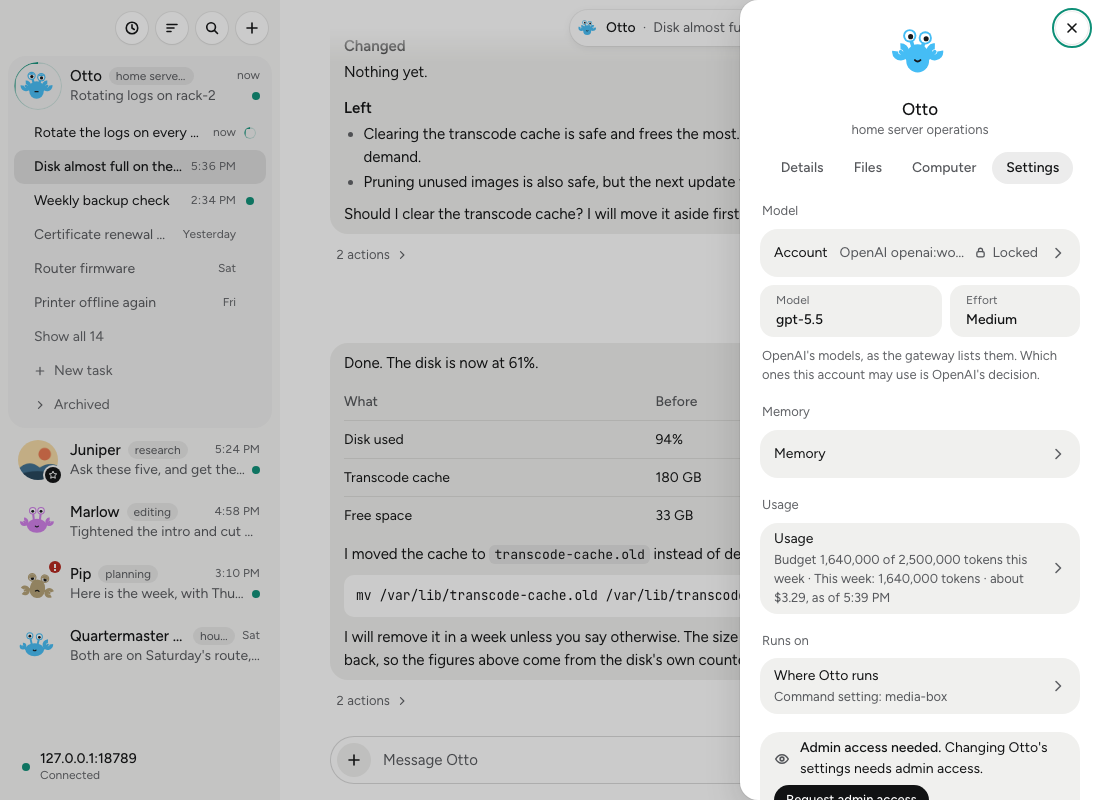 Otto home serve... now
Rotating logs on rack-2
Rotate the logs on every ... now
Disk almost full on the... 5:36 PM
Weekly backup check 2:34 PM
Certificate renewal ... Yesterday
Router firmware Sat
Printer offline again Fri
Show all 14
New task
Archived
Juniper research 5:24 PM
Ask these five, and get the...
Marlow editing 4:58 PM
Tightened the intro and cut ...
Pip planning 3:10 PM
Here is the week, with Thu...
Quartermaster ... hou... Sat
Both are on Saturday's route,...
127.0.0.1:18789
Connected
Otto · Disk almost fu
Changed
Nothing yet.
Left
• Clearing the transcode cache is safe and frees the most.
demand.
• Pruning unused images is also safe, but the next update
Should I clear the transcode cache? I will move it aside first
2 actions
Done. The disk is now at 61%.
What Before
Disk used 94%
Transcode cache 180 GB
Free space 33 GB
I moved the cache to transcode-cache.old instead of de
mv /var/lib/transcode-cache.old /var/lib/transcode
I will remove it in a week unless you say otherwise. The size
back, so the figures above come from the disk's own counte
2 actions
Message Otto
Otto
home server operations
Details Files Computer Settings
Model
Account OpenAI openai:wo... Locked
Model
gpt-5.5
Effort
Medium
OpenAI's models, as the gateway lists them. Which
ones this account may use is OpenAI's decision.
Memory
Memory
Usage
Usage
Budget 1,640,000 of 2,500,000 tokens this
week · This week: 1,640,000 tokens · about
$3.29, as of 5:39 PM
Runs on
Where Otto runs
Command setting: media-box
Admin access needed. Changing Otto's
settings needs admin access.
Request admin access